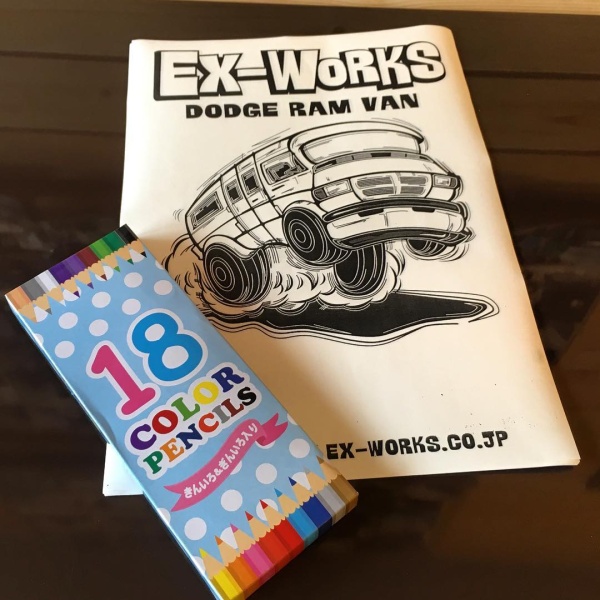 EX-WORKS
DODGE RAM VAN
EX-WORKS.CO.JP
18
COLOR
PENCILS
きんいろ&ぎんいろ入り